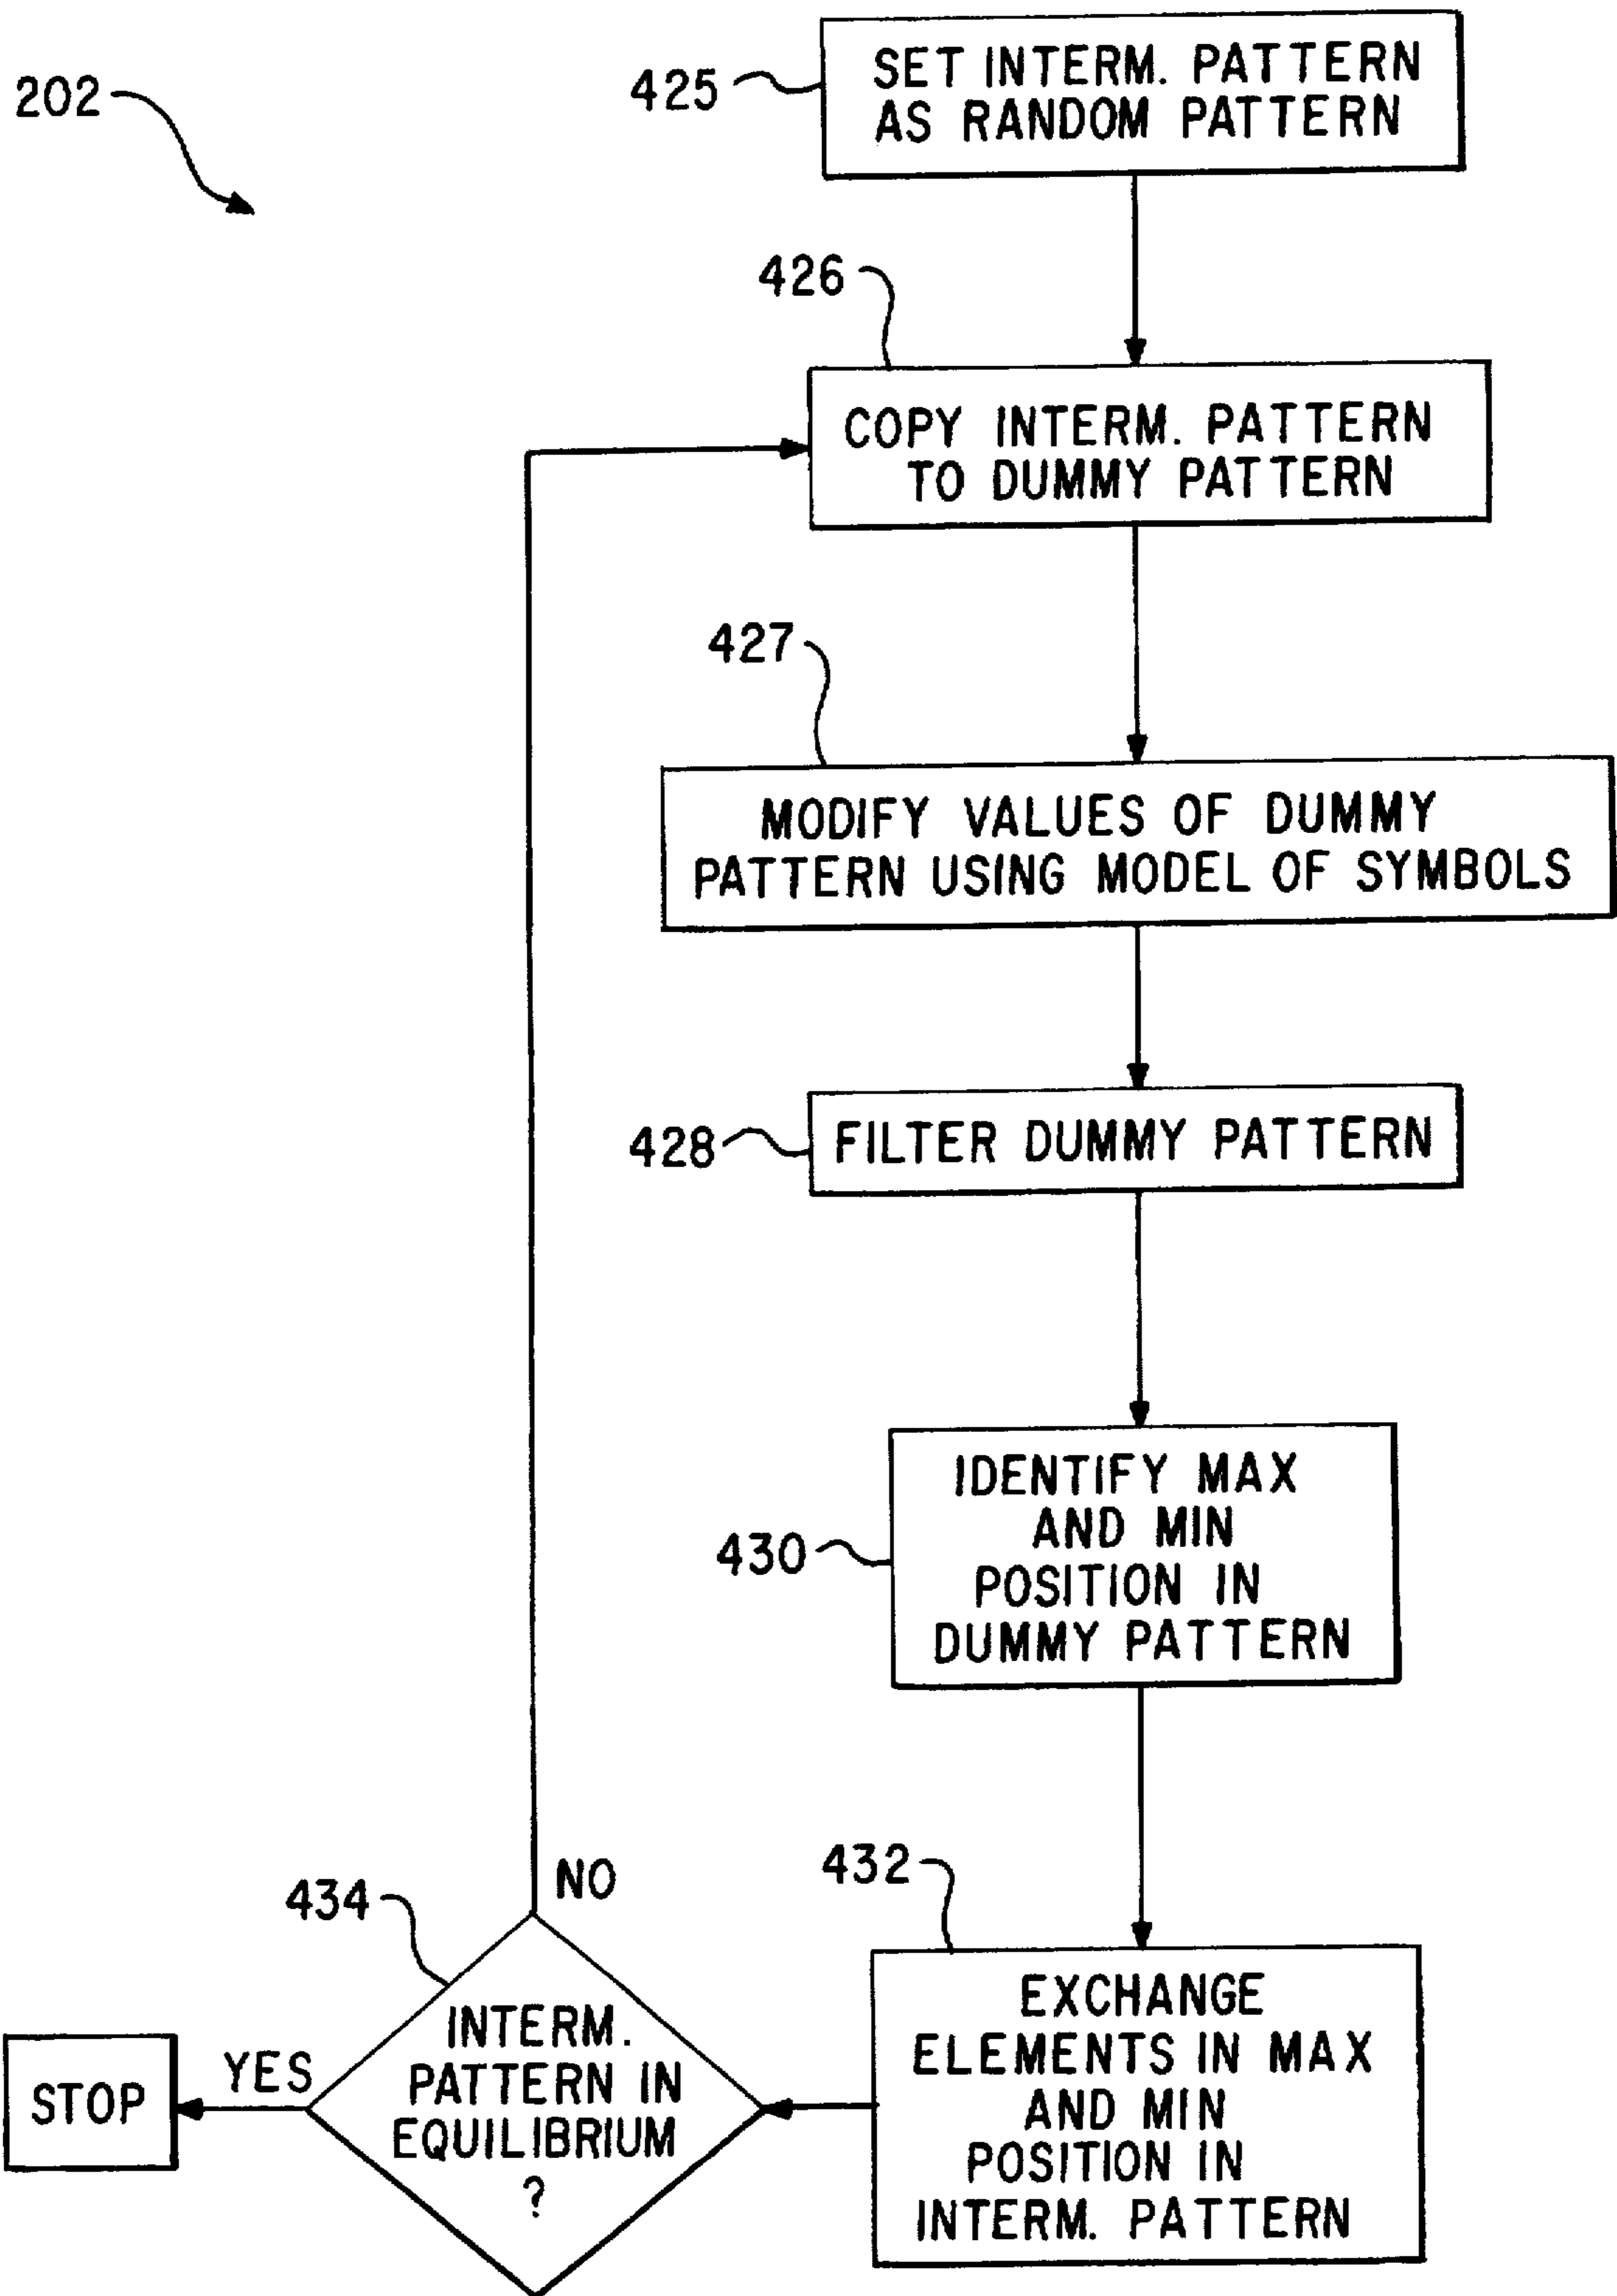 202
425
SET INTERM. PATTERN
AS RANDOM PATTERN
426
COPY INTERM. PATTERN
TO DUMMY PATTERN
427
MODIFY VALUES OF DUMMY
PATTERN USING MODEL OF SYMBOLS
428
FILTER DUMMY PATTERN
430
IDENTIFY MAX
AND MIN
POSITION IN
DUMMY PATTERN
432
EXCHANGE
ELEMENTS IN MAX
AND MIN
POSITION IN
INTERM. PATTERN
434
NO
INTERM.
PATTERN IN
EQUILIBRIUM
?
YES
STOP